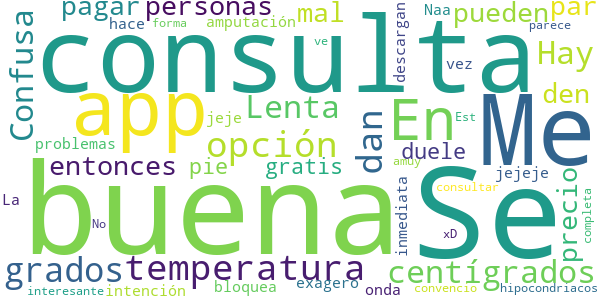 pagar personas mal pueden par
hace forma amputación ve descargan Naa vez parece
Confusa consulta Hay
app jeje Lenta opción dan En Me den
problemas gratis duele Est
entonces pie amuy jejeje precio
La buena Se consultar inmediata completa
No xD
grados temperatura centígrados
interesante intención bloquea exagero onda convencio hipocondriacos